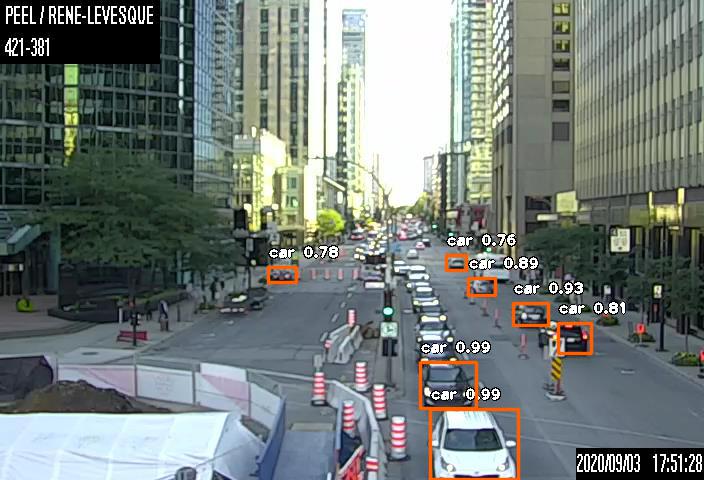 PEEL / RENE-LEVESQUE
421-381
car 0.78
car 0.76
car 0.89
car 0.93
car 0.81
car 0.99
car 0.99
2020/09/03 17:51:28